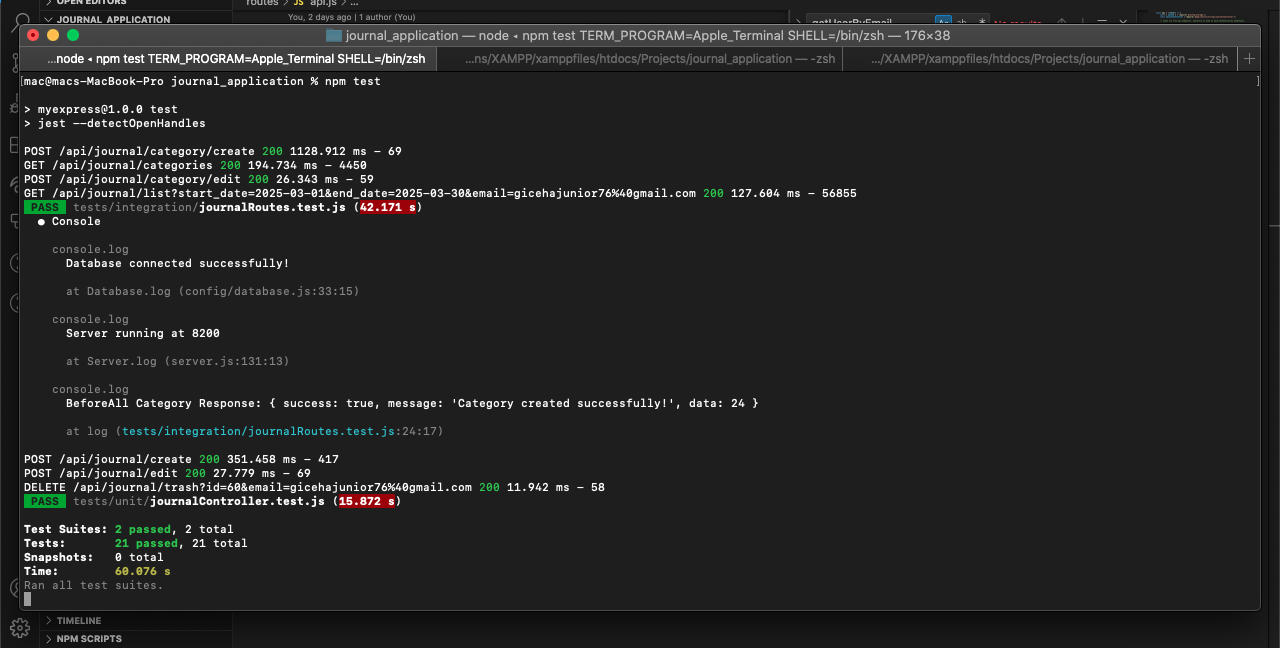 OPEN EDITORS
routes > JS api.js > ...
JOURNAL_APPLICATION
You, 2 days ago | 1 author (You)
getUserByEmail
No results
journal_application — node ◂ npm test TERM_PROGRAM=Apple_Terminal SHELL=/bin/zsh — 176×38
...node ◂ npm test TERM_PROGRAM=Apple_Terminal SHELL=/bin/zsh
...ns/XAMPP/xamppfiles/htdocs/Projects/journal_application — -zsh
.../XAMPP/xamppfiles/htdocs/Projects/journal_application — -zsh
[mac@macs-MacBook-Pro journal_application % npm test ]
> myexpress@1.0.0 test
> jest --detectOpenHandles
POST /api/journal/category/create 200 1128.912 ms - 69
GET /api/journal/categories 200 194.734 ms - 4450
POST /api/journal/category/edit 200 26.343 ms - 59
GET /api/journal/list?start_date=2025-03-01&end_date=2025-03-30&email=gicehajunior76%40gmail.com 200 127.604 ms - 56855
PASS tests/integration/journalRoutes.test.js (42.171 s)
● Console
console.log
Database connected successfully!
at Database.log (config/database.js:33:15)
console.log
Server running at 8200
at Server.log (server.js:131:13)
console.log
BeforeAll Category Response: { success: true, message: 'Category created successfully!', data: 24 }
at log (tests/integration/journalRoutes.test.js:24:17)
POST /api/journal/create 200 351.458 ms - 417
POST /api/journal/edit 200 27.779 ms - 69
DELETE /api/journal/trash?id=60&email=gicehajunior76%40gmail.com 200 11.942 ms - 58
PASS tests/unit/journalController.test.js (15.872 s)
Test Suites: 2 passed, 2 total
Tests: 21 passed, 21 total
Snapshots: 0 total
Time: 60.076 s
Ran all test suites.
TIMELINE
NPM SCRIPTS